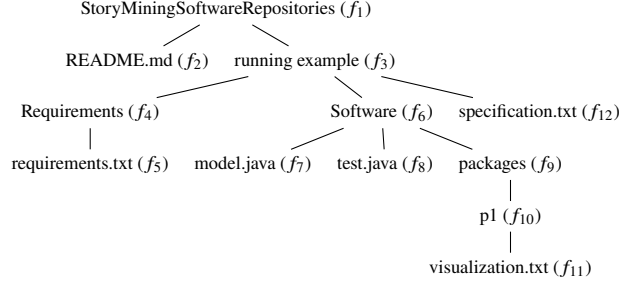 StoryMiningSoftwareRepositories (f1)
README.md (f2) running example (f3)
Requirements (f4) Software (f6) specification.txt (f12)
requirements.txt (f5) model.java (f7) test.java (f8) packages (f9)
p1 (f10)
visualization.txt (f11)